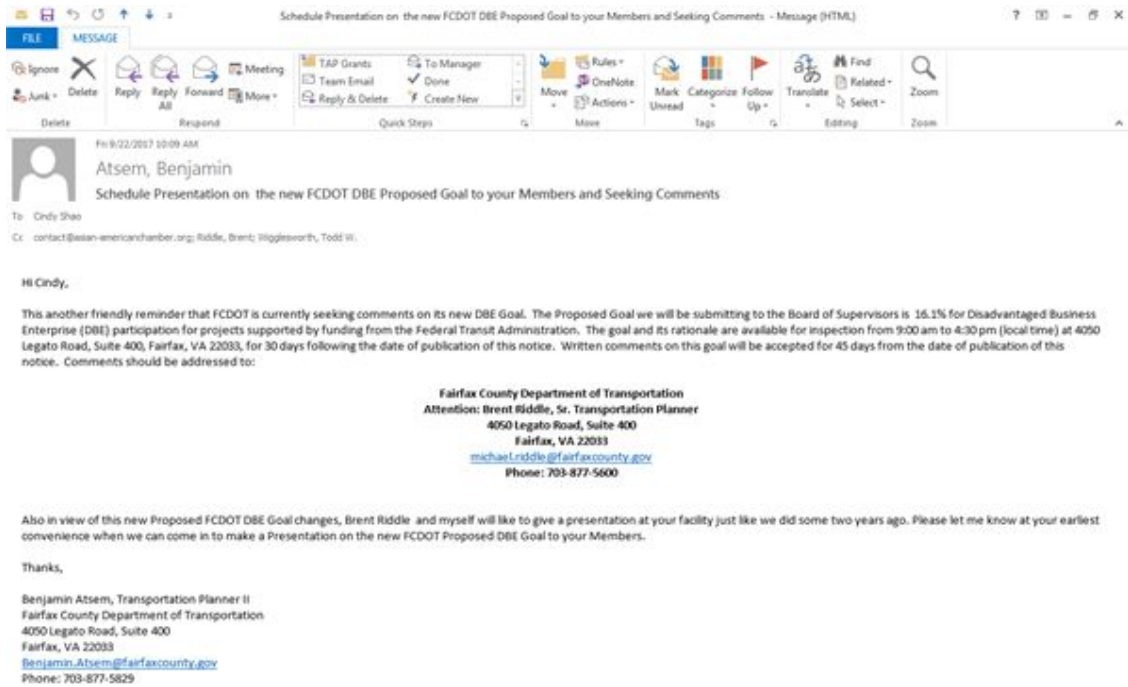 Schedule Presentation on the new FCDOT DBE Proposed Goal to your Members and Seeking Comments - Message (HTML)
FILE MESSAGE
Ignore
Junk
Delete
Reply
Reply All
Forward
Meeting
More
TAP Grants
Team Email
Reply & Delete
To Manager
Done
Create New
Move
Rules
OneNote
Actions
Mark Unread
Categorize
Follow Up
Translate
Find
Related
Select
Zoom
Delete Respond Quick Steps Move Tags Editing Zoom
Fri 9/22/2017 10:09 AM
Atsem, Benjamin
Schedule Presentation on the new FCDOT DBE Proposed Goal to your Members and Seeking Comments
To Cindy Shao
Cc contact@asian-americanchamber.org; Riddle, Brent; Wigglesworth, Todd W.
Hi Cindy,
This another friendly reminder that FCDOT is currently seeking comments on its new DBE Goal. The Proposed Goal we will be submitting to the Board of Supervisors is 16.1% for Disadvantaged Business
Enterprise (DBE) participation for projects supported by funding from the Federal Transit Administration. The goal and its rationale are available for inspection from 9:00 am to 4:30 pm (local time) at 4050
Legato Road, Suite 400, Fairfax, VA 22033, for 30 days following the date of publication of this notice. Written comments on this goal will be accepted for 45 days from the date of publication of this
notice. Comments should be addressed to:
Fairfax County Department of Transportation
Attention: Brent Riddle, Sr. Transportation Planner
4050 Legato Road, Suite 400
Fairfax, VA 22033
michael.riddle@fairfaxcounty.gov
Phone: 703-877-5600
Also in view of this new Proposed FCDOT DBE Goal changes, Brent Riddle and myself will like to give a presentation at your facility just like we did some two years ago. Please let me know at your earliest
convenience when we can come in to make a Presentation on the new FCDOT Proposed DBE Goal to your Members.
Thanks,
Benjamin Atsem, Transportation Planner II
Fairfax County Department of Transportation
4050 Legato Road, Suite 400
Fairfax, VA 22033
Benjamin.Atsem@fairfaxcounty.gov
Phone: 703-877-5829